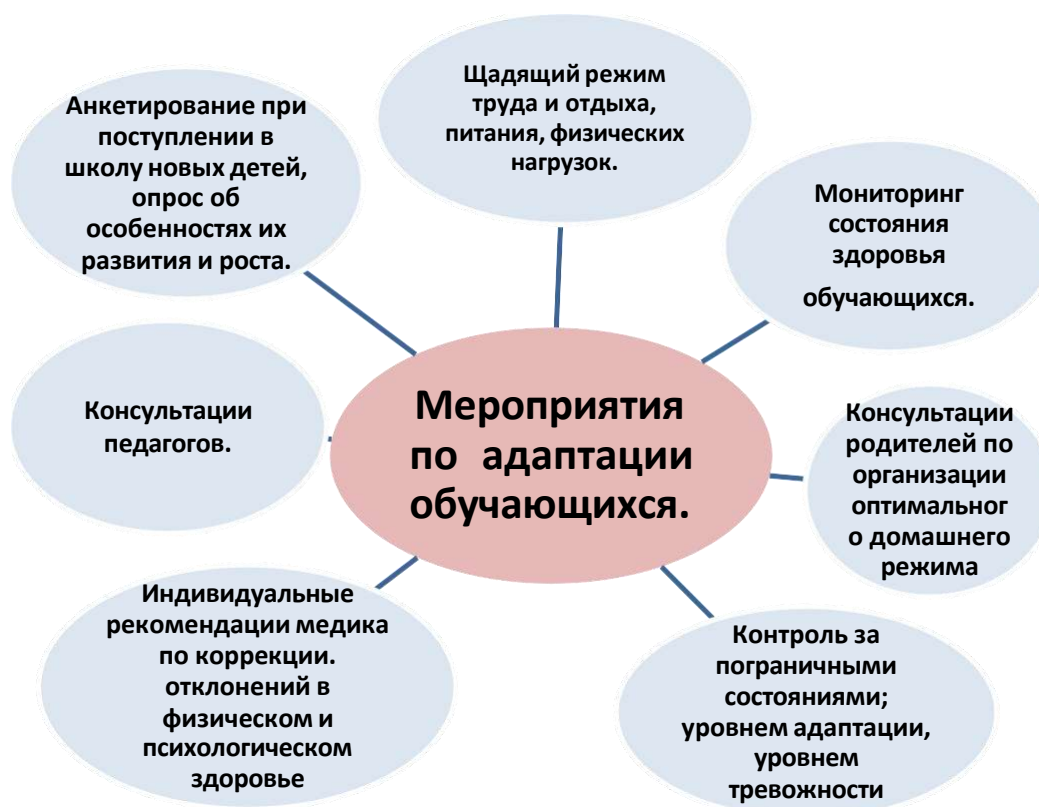 Щадящий режим
труда и отдыха,
питания, физических
нагрузок.
Анкетирование при
поступлении в
школу новых детей,
опрос об
особенностях их
развития и роста.
Мониторинг
состояния
здоровья
обучающихся.
Консультации
педагогов.
Мероприятия
по адаптации
обучающихся.
Консультации
родителей по
организации
оптимальног
о домашнего
режима
Индивидуальные
рекомендации медика
по коррекции.
отклонений в
физическом и
психологическом
здоровье
Контроль за
пограничными
состояниями;
уровнем адаптации,
уровнем
тревожности